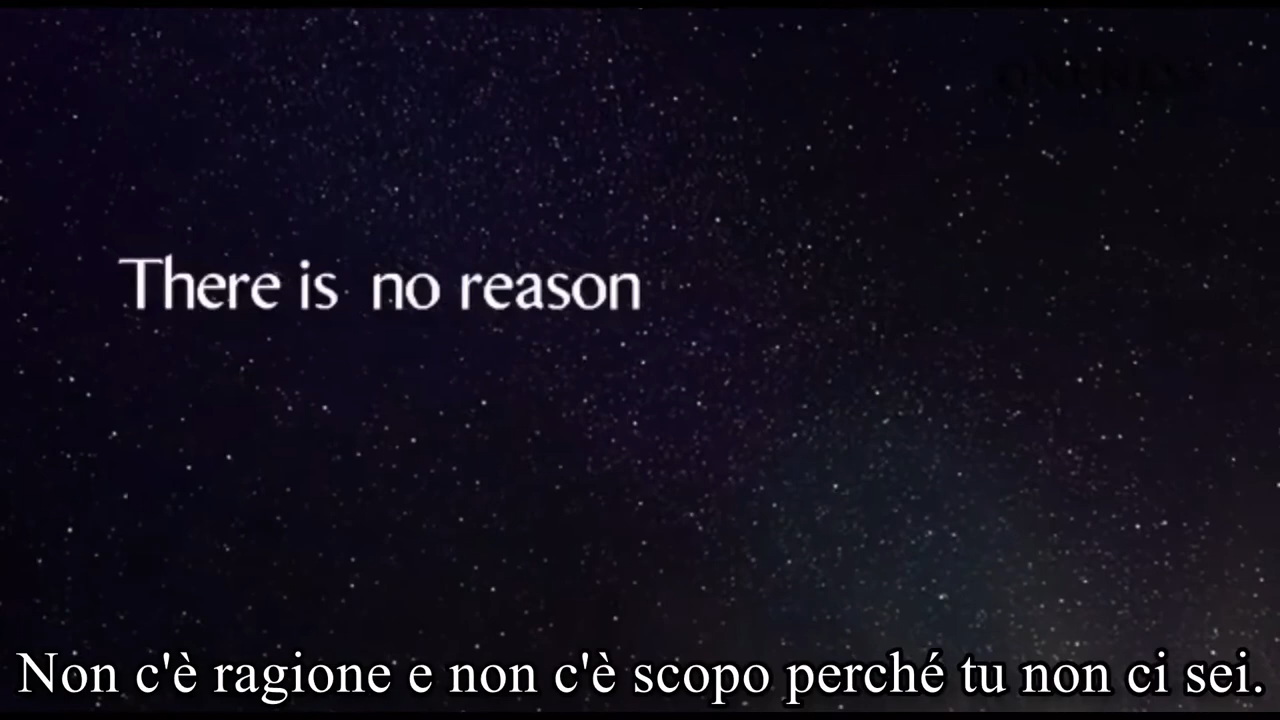 There is no reason
Non c'è ragione e non c'è scopo perché tu non ci sei.